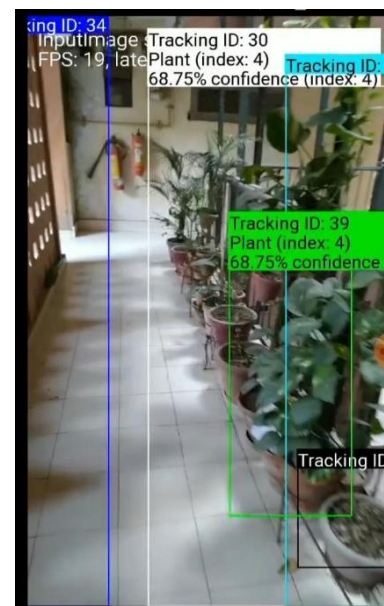 king ID: 34
InputImage s
FPS: 19, late
Tracking ID: 30
Plant (index: 4)
68.75% confidence (index: 4)
Tracking ID:
Tracking ID: 39
Plant (index: 4)
68.75% confidence
Tracking ID